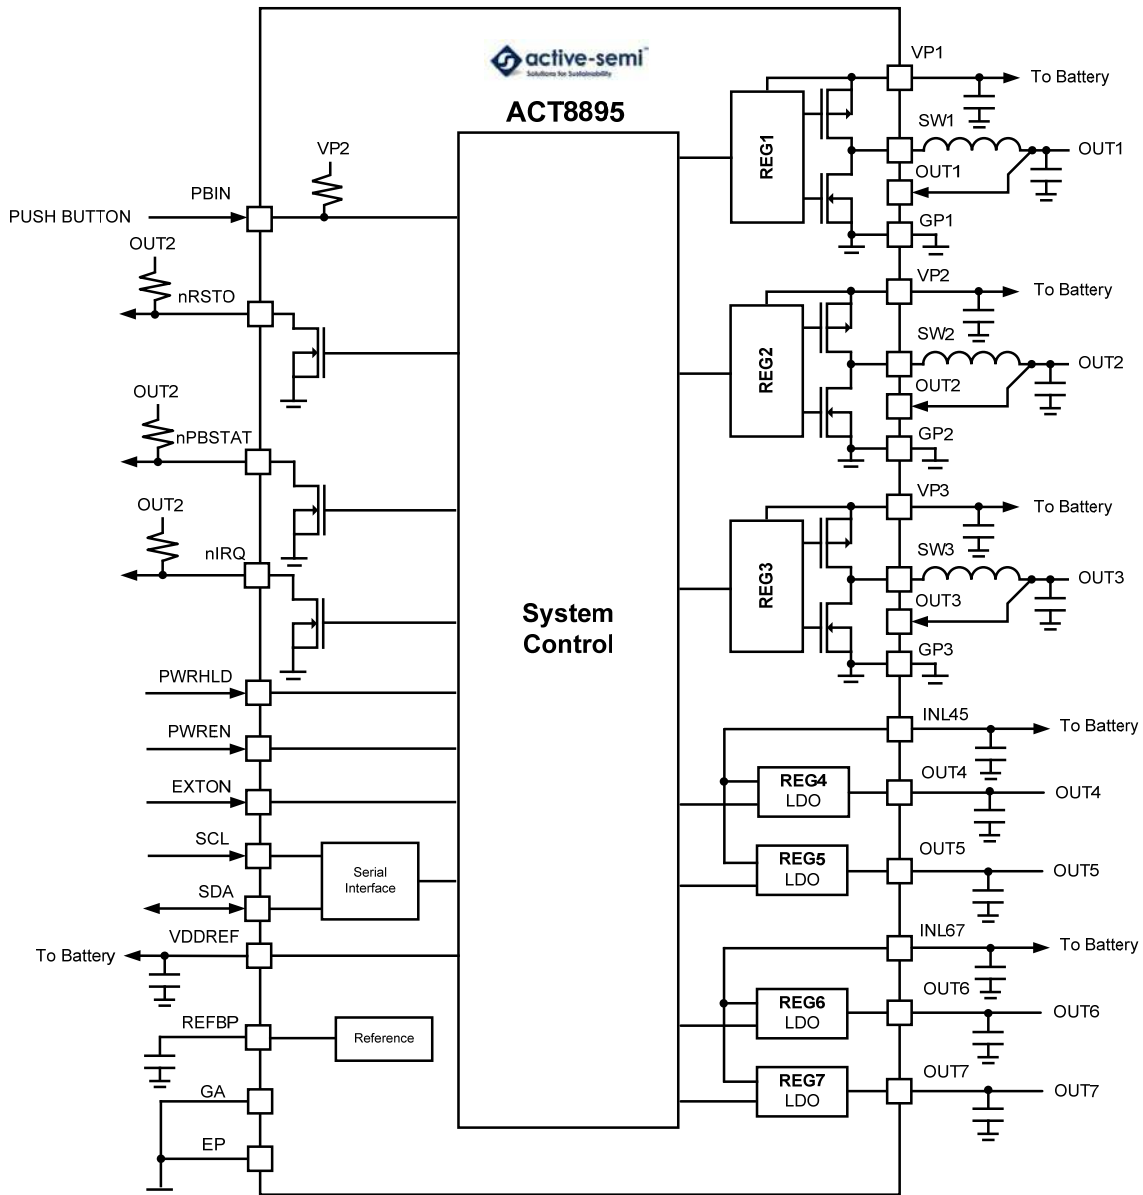 active-semi™
Solutions for Sustainability
ACT8895
VP2
PBIN
PUSH BUTTON
OUT2
nRSTO
OUT2
nPBSTAT
OUT2
nIRQ
PWRHLD
PWREN
EXTON
SCL
Serial
Interface
SDA
VDDREF
To Battery
REFBP
Reference
GA
EP
System
Control
VP1
To Battery
REG1
SW1
OUT1
OUT1
GP1
VP2
To Battery
REG2
SW2
OUT2
OUT2
GP2
VP3
To Battery
REG3
SW3
OUT3
OUT3
GP3
INL45
To Battery
REG4
LDO
OUT4
OUT4
REG5
LDO
OUT5
OUT5
INL67
To Battery
REG6
LDO
OUT6
OUT6
REG7
LDO
OUT7
OUT7